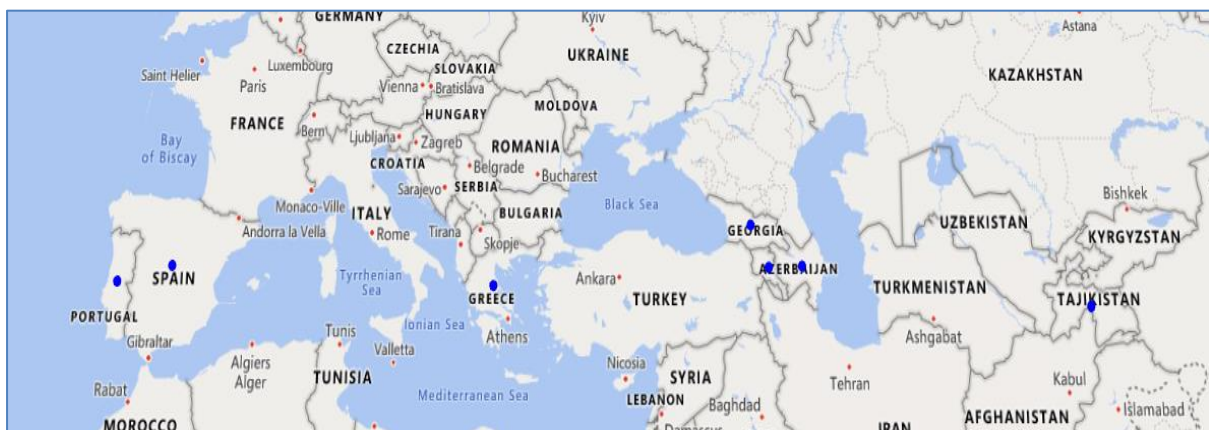 GERMANY
Kyiv
Astana
CZECHIA
UKRAINE
Luxembourg
Saint Helier
SLOVAKIA
KAZAKHSTAN
Paris
Vienna
Bratislava
MOLDOVA
HUNGARY
FRANCE
Bern
Ljubljana
Zagreb
ROMANIA
Bay
of Biscay
CROATIA
Belgrade
Bucharest
Sarajevo
SERBIA
Bishkek
Monaco-Ville
ITALY
BULGARIA
Black Sea
UZBEKISTAN
Andorra la Vella
Rome
Tirana
Skopje
GEORGIA
KYRGYZSTAN
SPAIN
Tyrrhenian
Sea
Ankara
AZERBAIJAN
TURKMENISTAN
GREECE
TURKEY
TAJIKISTAN
PORTUGAL
Ionian Sea
Athens
Ashgabat
Gibraltar
Tunis
Algiers
Alger
Valletta
Nicosia
Rabat
TUNISIA
SYRIA
Tehran
Kabul
Mediterranean Sea
LEBANON
Baghdad
Islamabad
MOROCCO
Damascus
IRAN
AFGHANISTAN